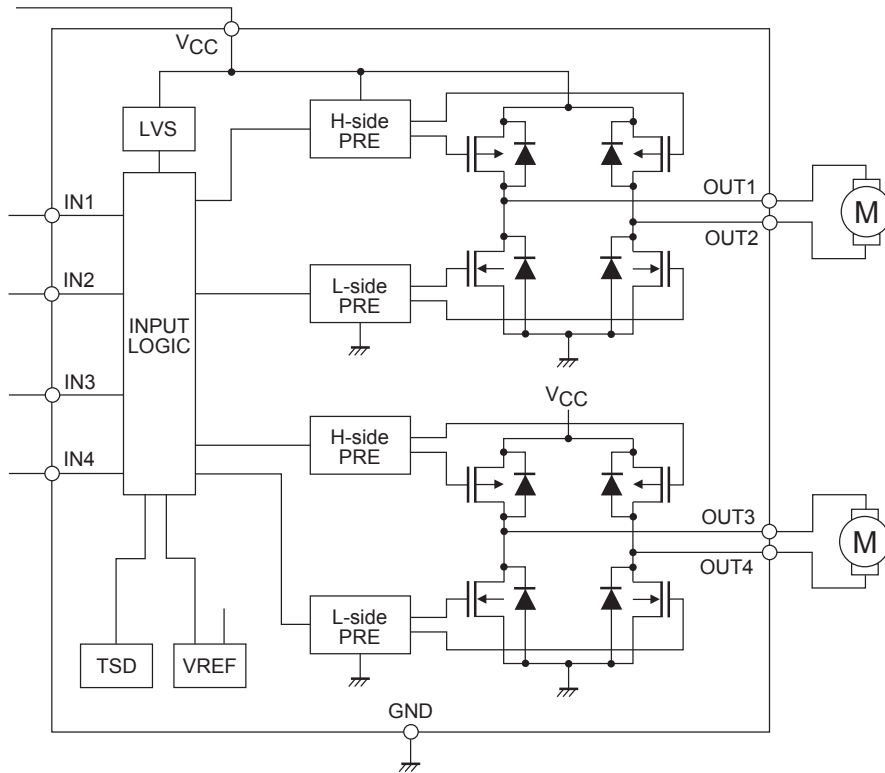 VCC
LVS
H-side
PRE
OUT1
M
IN1
OUT2
IN2
L-side
PRE
INPUT
LOGIC
IN3
VCC
H-side
PRE
IN4
OUT3
M
OUT4
L-side
PRE
TSD
VREF
GND